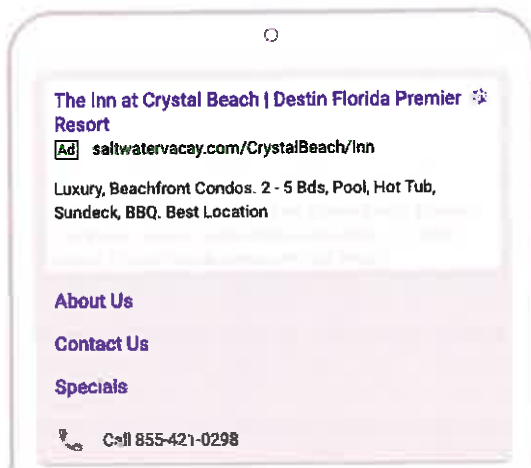 The Inn at Crystal Beach | Destin Florida Premier
Resort
Ad saltwatervacay.com/CrystalBeach/Inn
Luxury, Beachfront Condos. 2 - 5 Bds, Pool, Hot Tub,
Sundeck, BBQ. Best Location
About Us
Contact Us
Specials
Call 855-421-0298